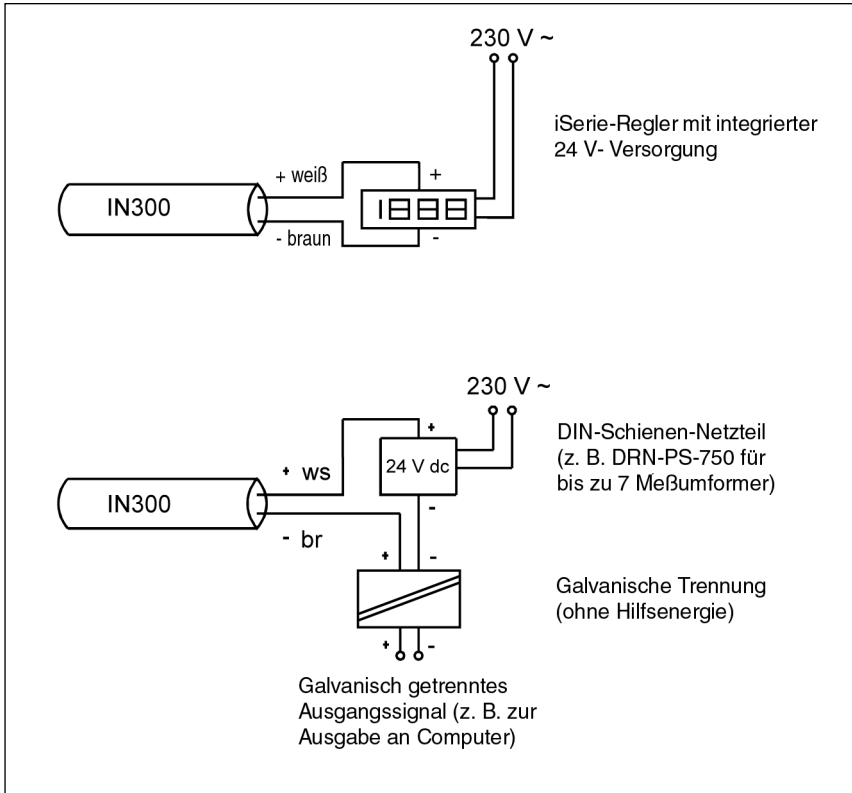 230 V ~
iSerie-Regler mit integrierter
24 V- Versorgung
+ weiß
+
IN300
- braun
-
230 V ~
DIN-Schienen-Netzteil
(z. B. DRN-PS-750 für
bis zu 7 Meßumformer)
+
24 V dc
+ ws
IN300
-
- br
+ -
Galvanische Trennung
(ohne Hilfsenergie)
+ -
Galvanisch getrenntes
Ausgangssignal (z. B. zur
Ausgabe an Computer)